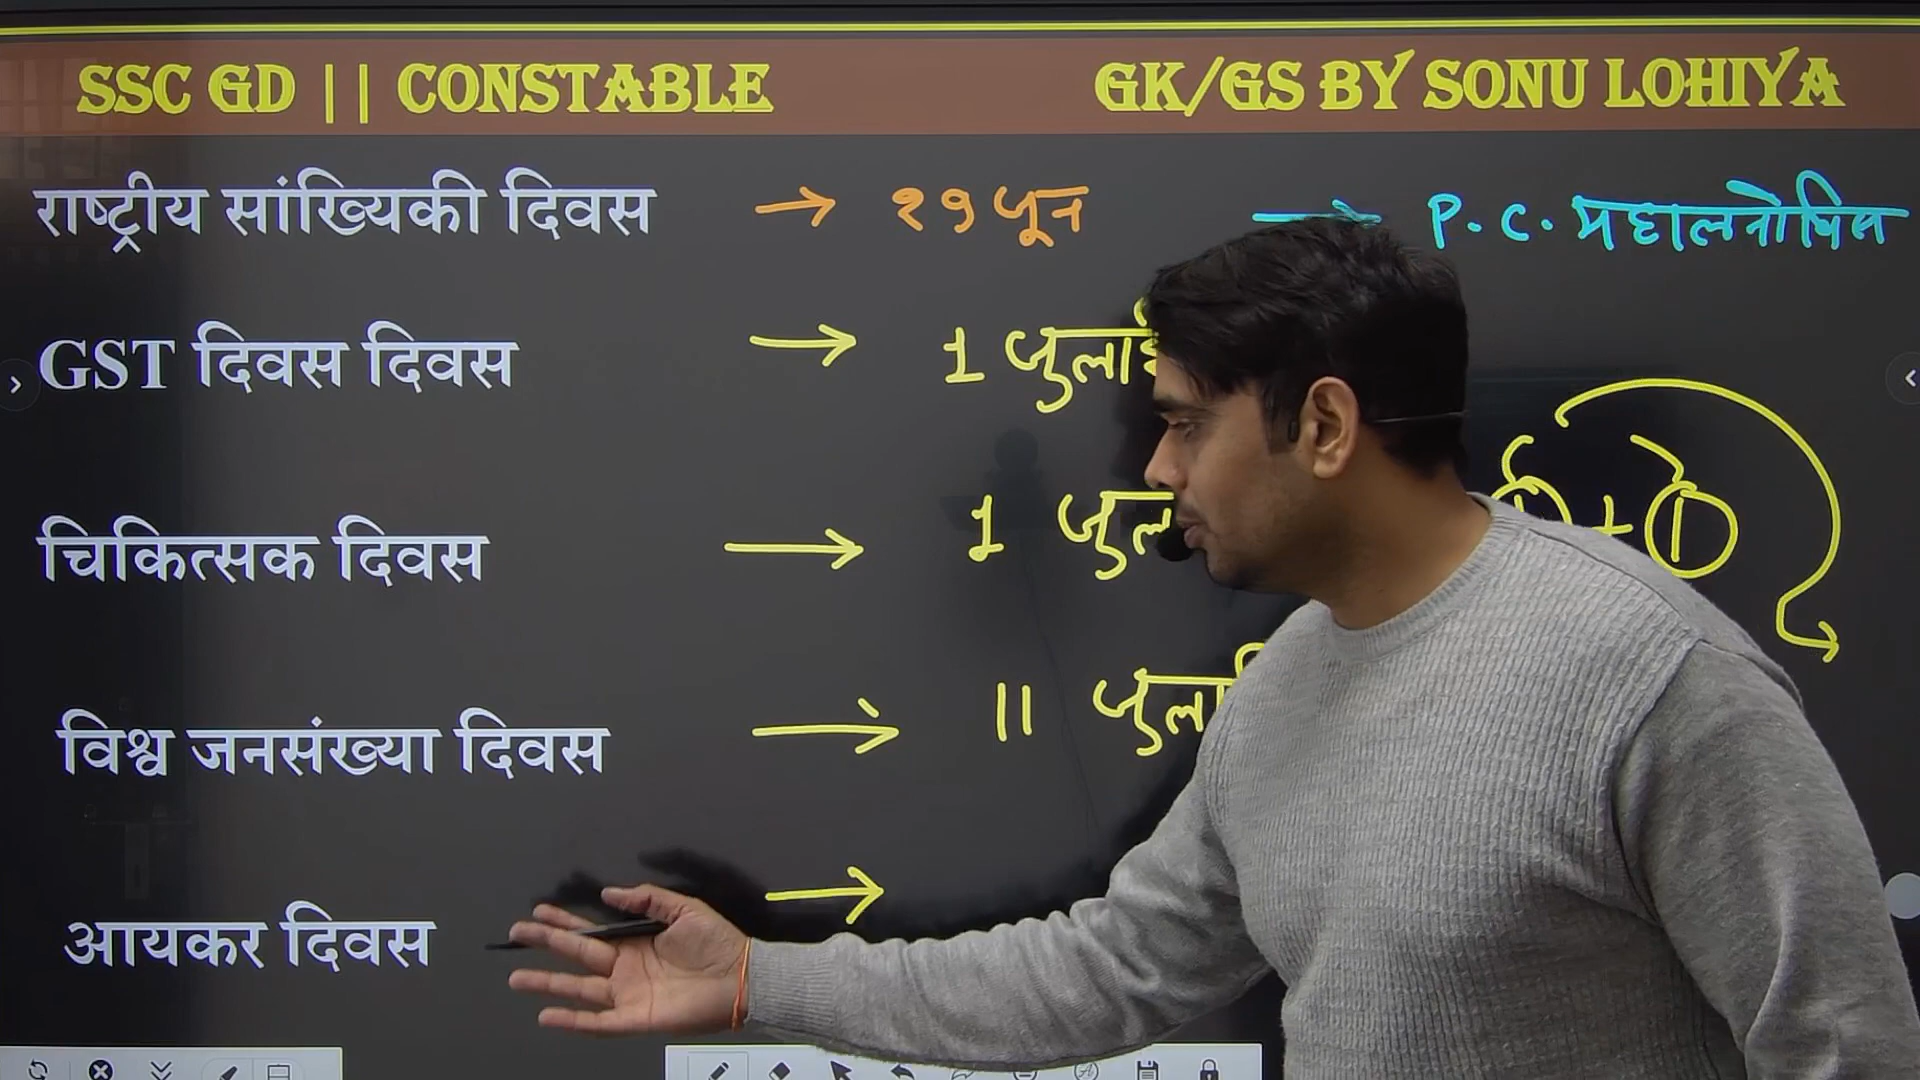 SSC GD || CONSTABLE GK/GS BY SONU LOHIYA
राष्ट्रीय सांख्यिकी दिवस → २९ जून → P.C. महालनोबिस
GST दिवस दिवस → 1 जुलाई
चिकित्सक दिवस → 1 जुल + 1
विश्व जनसंख्या दिवस → 11 जुला
आयकर दिवस →